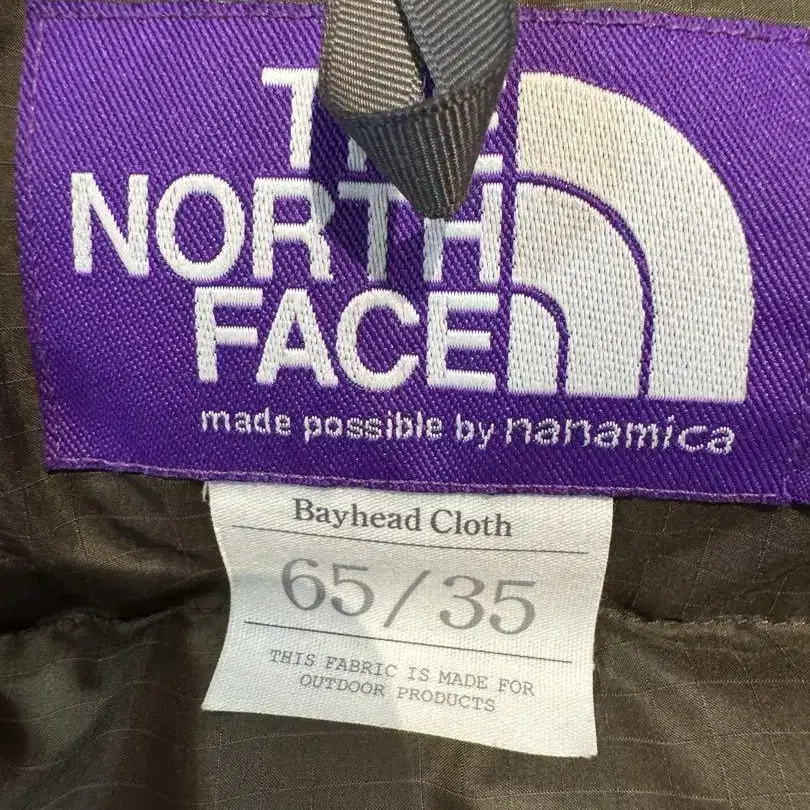 THE
NORTH
FACE
made possible by nanamica
Bayhead Cloth
65/35
THIS FABRIC IS MADE FOR
OUTDOOR PRODUCTS